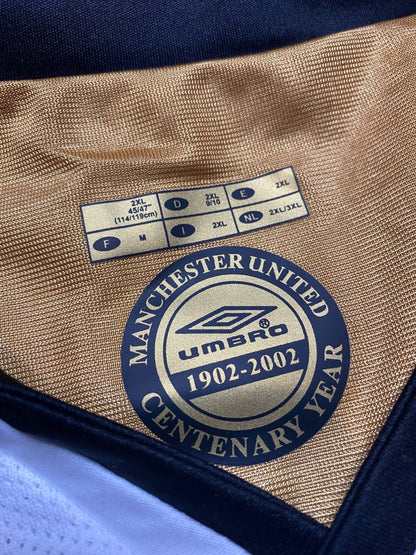 2XL
45/47"
(114/119cm)
D 2XL
9/10
E 2XL
F M
I 2XL
NL 2XL/3XL
MANCHESTER UNITED
UMBRO®
1902-2002
CENTENARY YEAR